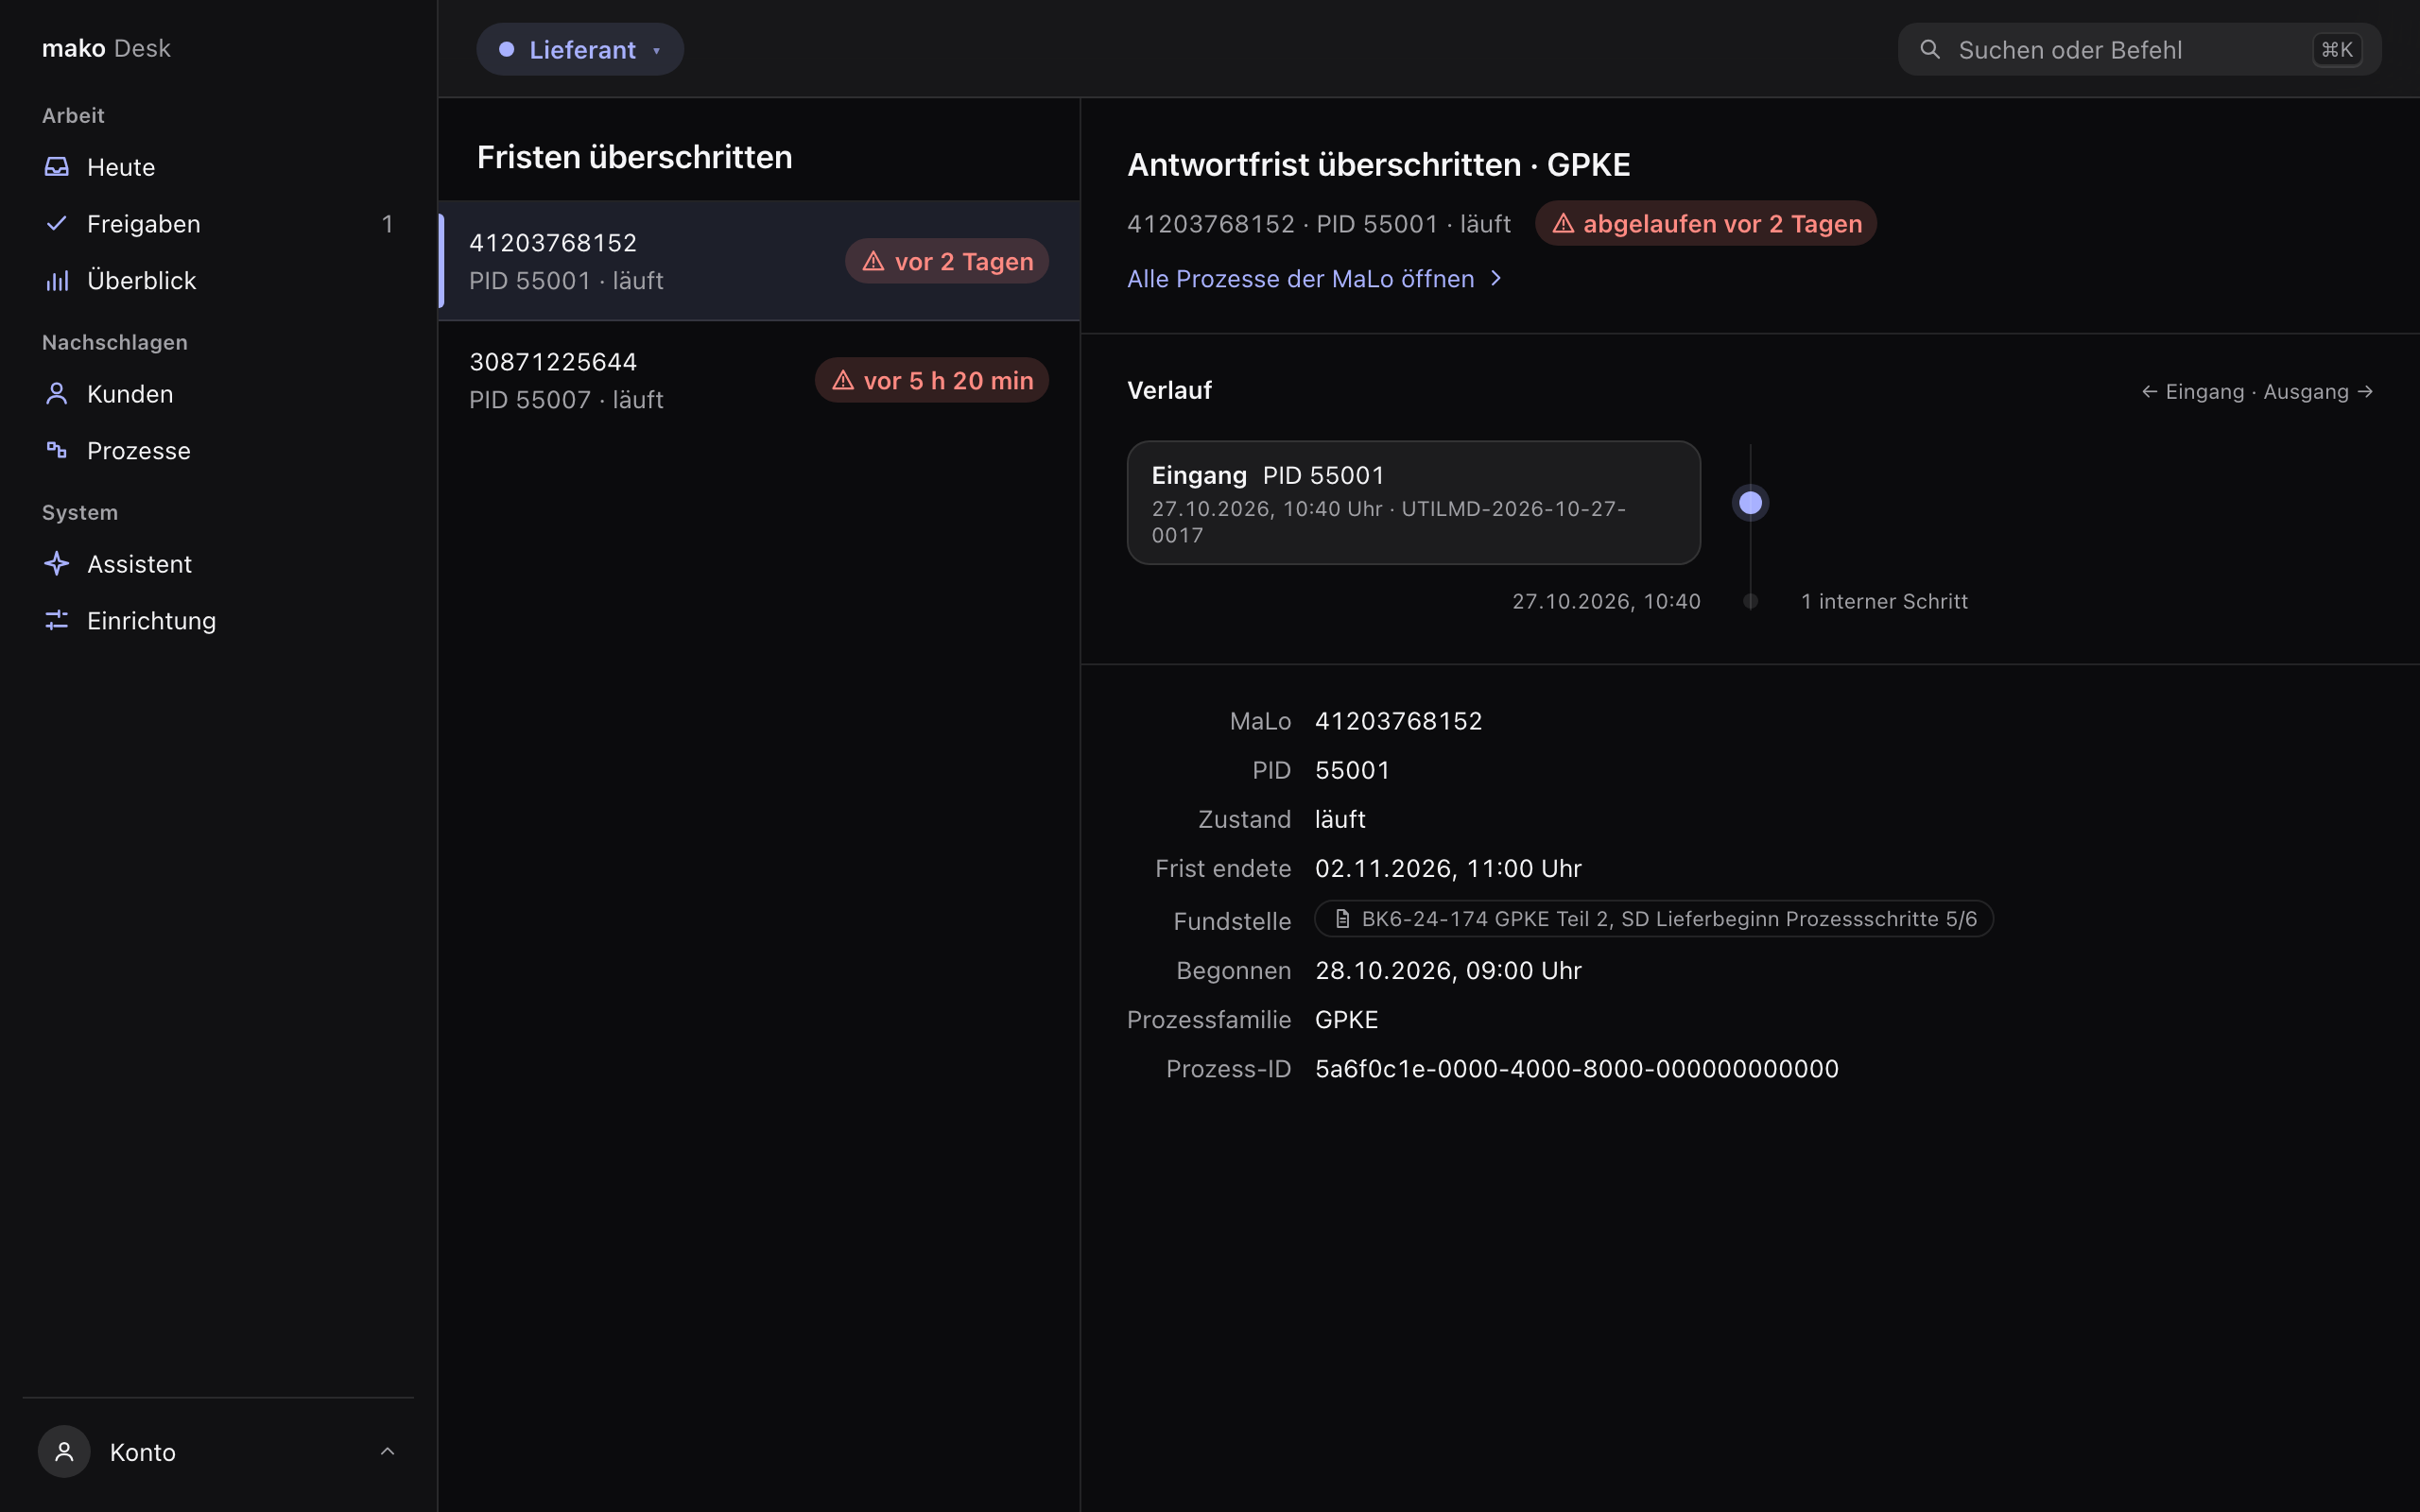 mako Desk
Arbeit
Heute
Freigaben 1
Überblick
Nachschlagen
Kunden
Prozesse
System
Assistent
Einrichtung
Konto
Lieferant
Suchen oder Befehl ⌘K
Fristen überschritten
41203768152
PID 55001 · läuft
vor 2 Tagen
30871225644
PID 55007 · läuft
vor 5 h 20 min
Antwortfrist überschritten · GPKE
41203768152 · PID 55001 · läuft abgelaufen vor 2 Tagen
Alle Prozesse der MaLo öffnen
Verlauf
← Eingang · Ausgang →
Eingang PID 55001
27.10.2026, 10:40 Uhr · UTILMD-2026-10-27-
0017
27.10.2026, 10:40 1 interner Schritt
MaLo 41203768152
PID 55001
Zustand läuft
Frist endete 02.11.2026, 11:00 Uhr
Fundstelle BK6-24-174 GPKE Teil 2, SD Lieferbeginn Prozessschritte 5/6
Begonnen 28.10.2026, 09:00 Uhr
Prozessfamilie GPKE
Prozess-ID 5a6f0c1e-0000-4000-8000-000000000000